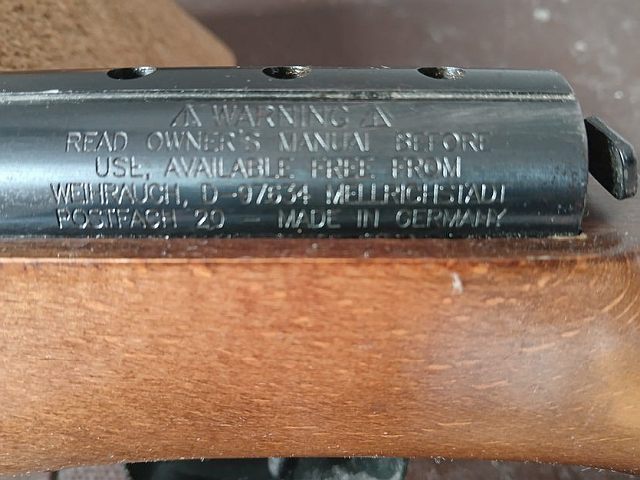 ⚠ WARNING ⚠
READ OWNER'S MANUAL BEFORE
USE, AVAILABLE FREE FROM
WEIHRAUCH, D-97634 MELLRICHSTADT
POSTFACH 20 - MADE IN GERMANY